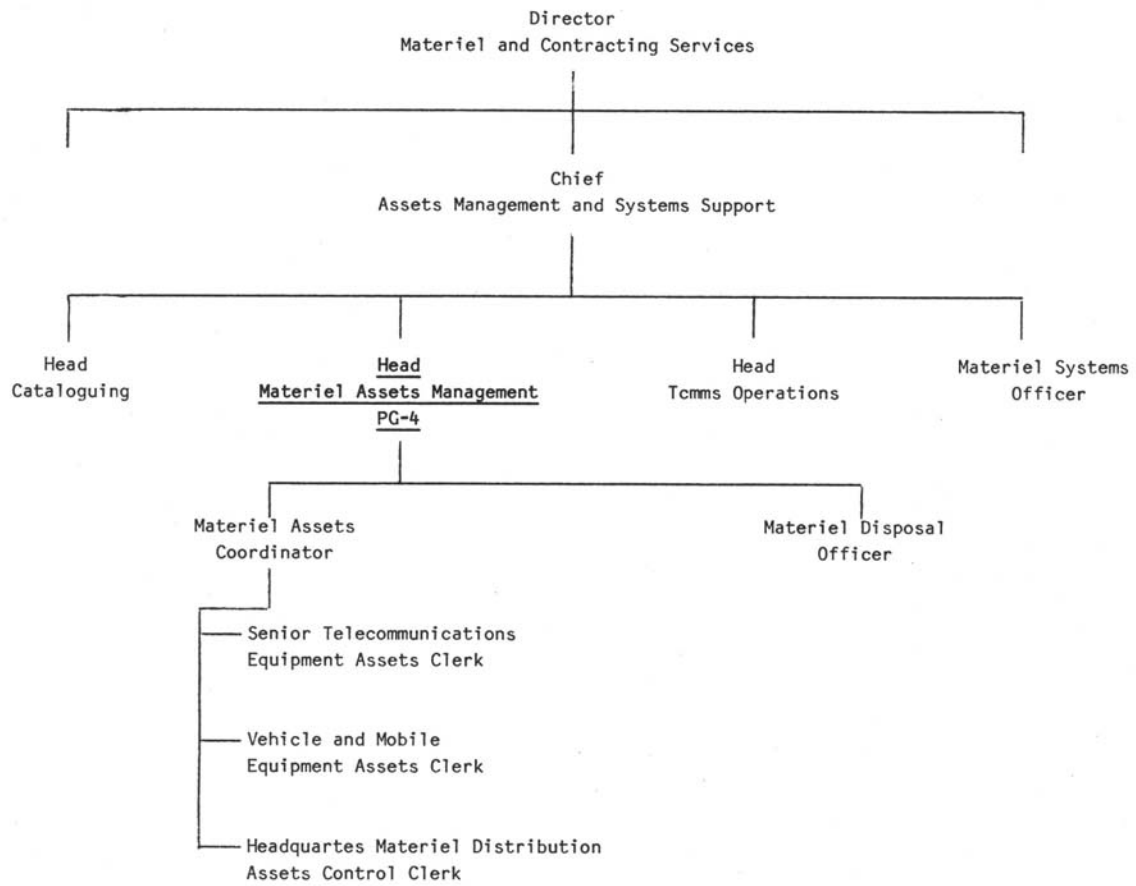 Director
Materiel and Contracting Services
Chief
Assets Management and Systems Support
Head
Cataloguing
Head
Materiel Assets Management
PG-4
Head
Tcmms Operations
Materiel Systems
Officer
Materiel Assets
Coordinator
Materiel Disposal
Officer
Senior Telecommunications
Equipment Assets Clerk
Vehicle and Mobile
Equipment Assets Clerk
Headquartes Materiel Distribution
Assets Control Clerk